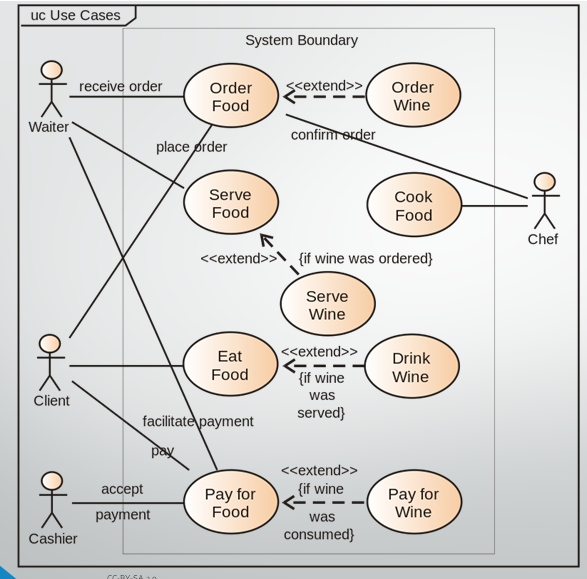 uc Use Cases
System Boundary
receive order
Order
Food
<<extend>>
Order
Wine
Waiter
place order
confirm order
Serve
Food
Cook
Food
Chef
<<extend>>
{if wine was ordered}
Serve
Wine
Eat
Food
<<extend>>
{if wine
was
served}
Drink
Wine
Client
facilitate payment
pay
accept
payment
Pay for
Food
<<extend>>
{if wine
was
consumed}
Pay for
Wine
Cashier
CC-BY-SA